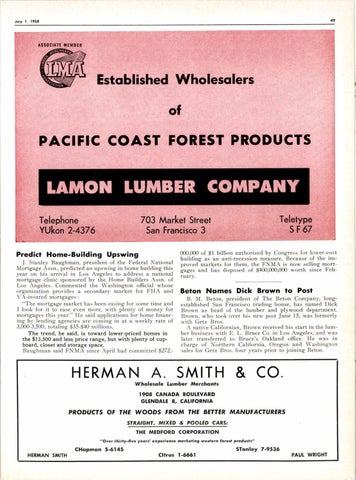 July 1, 1958
49
ASSOCIATE MEMBER
LMA
Established Wholesalers
of
PACIFIC COAST FOREST PRODUCTS
LAMON LUMBER COMPANY
Telephone
YUkon 2-4376
703 Market Street
San Francisco 3
Teletype
SF 67
Predict Home-Building Upswing
J. Stanley Baughman, president of the Federal National
Mortgage Assn., predicted an upswing in home building this
year on his arrival in Los Angeles to address a national
mortgage clinic sponsored by the Home Builders Assn. of
Los Angeles. Commented the Washington official whose
organization provides a secondary market for FHA and
VA-insured mortgages:
"The mortgage market has been easing for some time and
I look for it to ease even more, with plenty of money for
mortgages this year." He said applications for home financ-
ing by lending agencies are coming in at a weekly rate of
3,000-3,500, totaling $35-$40 millions.
The trend, he said, is toward lower-priced homes in
the $13,500 and less price range, but with plenty of cup-
board, closet and storage space.
Baughman said FNMA since April had committed $272,-
000,000 of $1 billion authorized by Congress for lower-cost
building as an anti-recession measure. Because of the im-
proved markets for them, the FNMA is now selling mort-
gages and has disposed of $400,000,000 worth since Feb-
ruary.
Beton Names Dick Brown to Post
B. M. Beton, president of The Beton Company, long-
established San Francisco trading house, has named Dick
Brown as head of the lumber and plywood department.
Brown, who took over his new post June 15, was formerly
with Getz Bros.
A native Californian, Brown received his start in the lum-
ber business with E. L. Bruce Co. in Los Angeles, and was
later transferred to Bruce's Oakland office. He was in
charge of Northern California, Oregon and Washington
sales for Getz Bros. four years prior to joining Beton.
HERMAN A. SMITH & CO.
Wholesale Lumber Merchants
1908 CANADA BOULEVARD
GLENDALE 8, CALIFORNIA
PRODUCTS OF THE WOODS FROM THE BETTER MANUFACTURERS
STRAIGHT, MIXED & POOLED CARS:
THE MEDFORD CORPORATION
"Over thirty-five years' experience marketing western forest products"
HERMAN SMITH
CHapman 5-6145
CItrus 1-6661
STanley 7-9536
PAUL WRIGHT